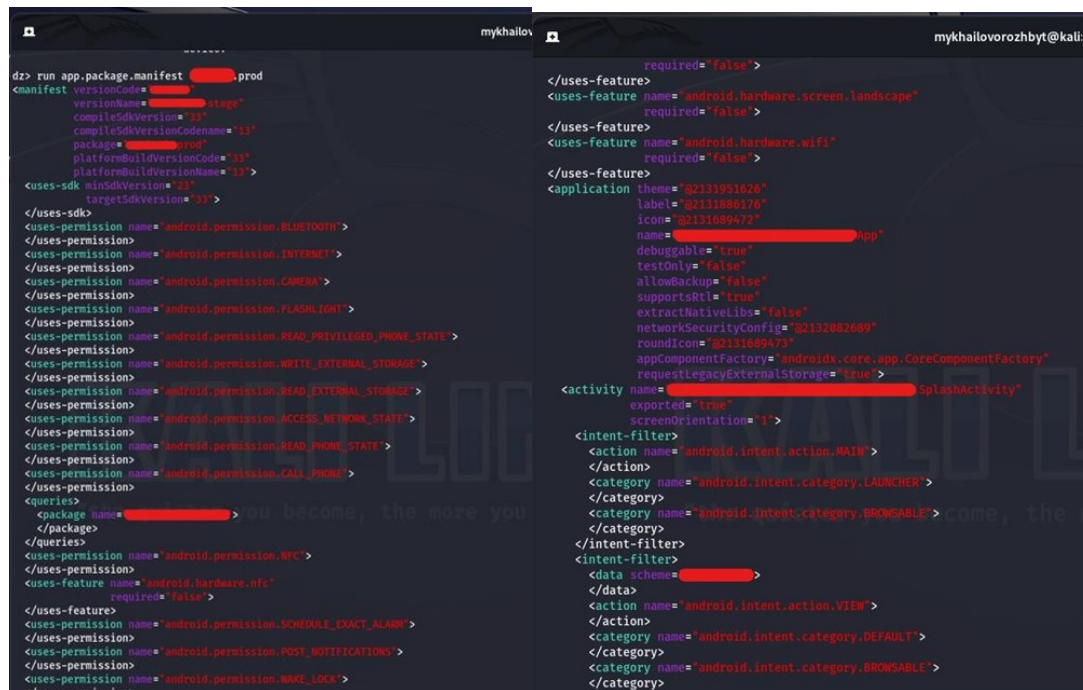 mykhailov
dz> run app.package.manifest .prod
<manifest versionCode=" "
versionName=" -stage"
compileSdkVersion="33"
compileSdkVersionCodename="13"
package=" prod"
platformBuildVersionCode="33"
platformBuildVersionName="13">
<uses-sdk minSdkVersion="23"
targetSdkVersion="33">
</uses-sdk>
<uses-permission name="android.permission.BLUETOOTH">
</uses-permission>
<uses-permission name="android.permission.INTERNET">
</uses-permission>
<uses-permission name="android.permission.CAMERA">
</uses-permission>
<uses-permission name="android.permission.FLASHLIGHT">
</uses-permission>
<uses-permission name="android.permission.READ_PRIVILEGED_PHONE_STATE">
</uses-permission>
<uses-permission name="android.permission.WRITE_EXTERNAL_STORAGE">
</uses-permission>
<uses-permission name="android.permission.READ_EXTERNAL_STORAGE">
</uses-permission>
<uses-permission name="android.permission.ACCESS_NETWORK_STATE">
</uses-permission>
<uses-permission name="android.permission.READ_PHONE_STATE">
</uses-permission>
<uses-permission name="android.permission.CALL_PHONE">
</uses-permission>
<queries>
<package name= >
</package>
</queries>
<uses-permission name="android.permission.NFC">
</uses-permission>
<uses-feature name="android.hardware.nfc"
required="false">
</uses-feature>
<uses-permission name="android.permission.SCHEDULE_EXACT_ALARM">
</uses-permission>
<uses-permission name="android.permission.POST_NOTIFICATIONS">
</uses-permission>
<uses-permission name="android.permission.WAKE_LOCK">
you become, the more you
mykhailovorozhbyt@kali:
required="false">
</uses-feature>
<uses-feature name="android.hardware.screen.landscape"
required="false">
</uses-feature>
<uses-feature name="android.hardware.wifi"
required="false">
</uses-feature>
<application theme="@2131951626"
label="@2131886176"
icon="@2131689472"
name= App"
debuggable="true"
testOnly="false"
allowBackup="false"
supportsRtl="true"
extractNativeLibs="false"
networkSecurityConfig="@2132082689"
roundIcon="@2131689473"
appComponentFactory="androidx.core.app.CoreComponentFactory"
requestLegacyExternalStorage="true">
<activity name= SplashActivity"
exported="true"
screenOrientation="1">
<intent-filter>
<action name="android.intent.action.MAIN">
</action>
<category name="android.intent.category.LAUNCHER">
</category>
<category name="android.intent.category.BROWSABLE">
</category>
</intent-filter>
<intent-filter>
<data scheme= >
</data>
<action name="android.intent.action.VIEW">
</action>
<category name="android.intent.category.DEFAULT">
</category>
<category name="android.intent.category.BROWSABLE">
</category>